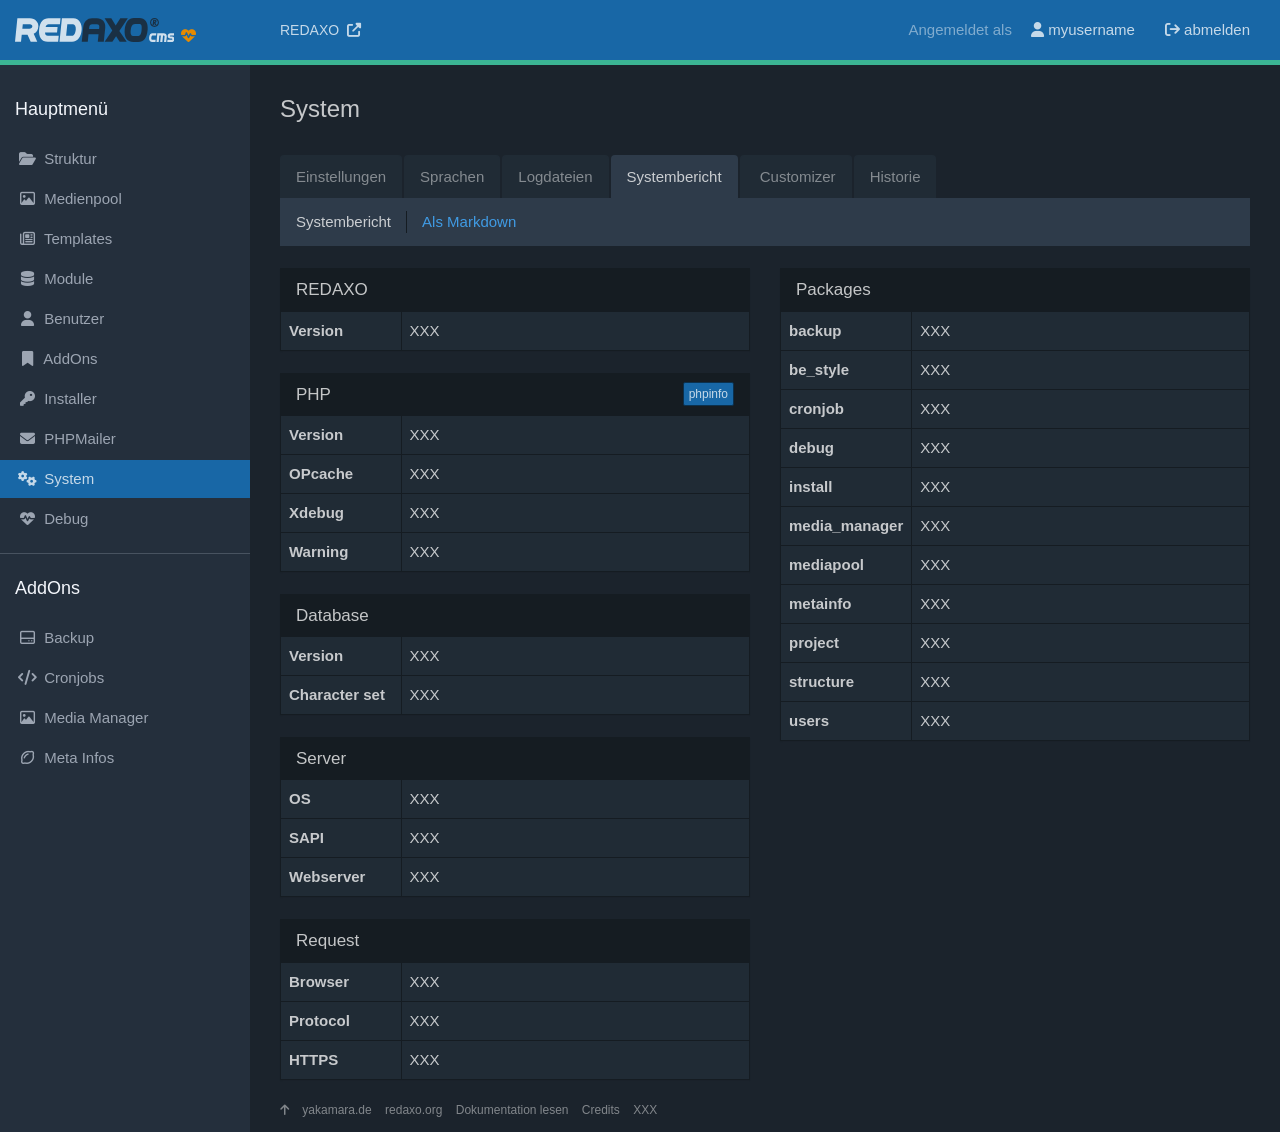 REDAXO® cms
REDAXO
Angemeldet als myusername abmelden
Hauptmenü
Struktur
Medienpool
Templates
Module
Benutzer
AddOns
Installer
PHPMailer
System
Debug
AddOns
Backup
Cronjobs
Media Manager
Meta Infos
System
Einstellungen Sprachen Logdateien Systembericht Customizer Historie
Systembericht Als Markdown
REDAXO
Version XXX
PHP phpinfo
Version XXX
OPcache XXX
Xdebug XXX
Warning XXX
Database
Version XXX
Character set XXX
Server
OS XXX
SAPI XXX
Webserver XXX
Request
Browser XXX
Protocol XXX
HTTPS XXX
Packages
backup XXX
be_style XXX
cronjob XXX
debug XXX
install XXX
media_manager XXX
mediapool XXX
metainfo XXX
project XXX
structure XXX
users XXX
yakamara.de redaxo.org Dokumentation lesen Credits XXX